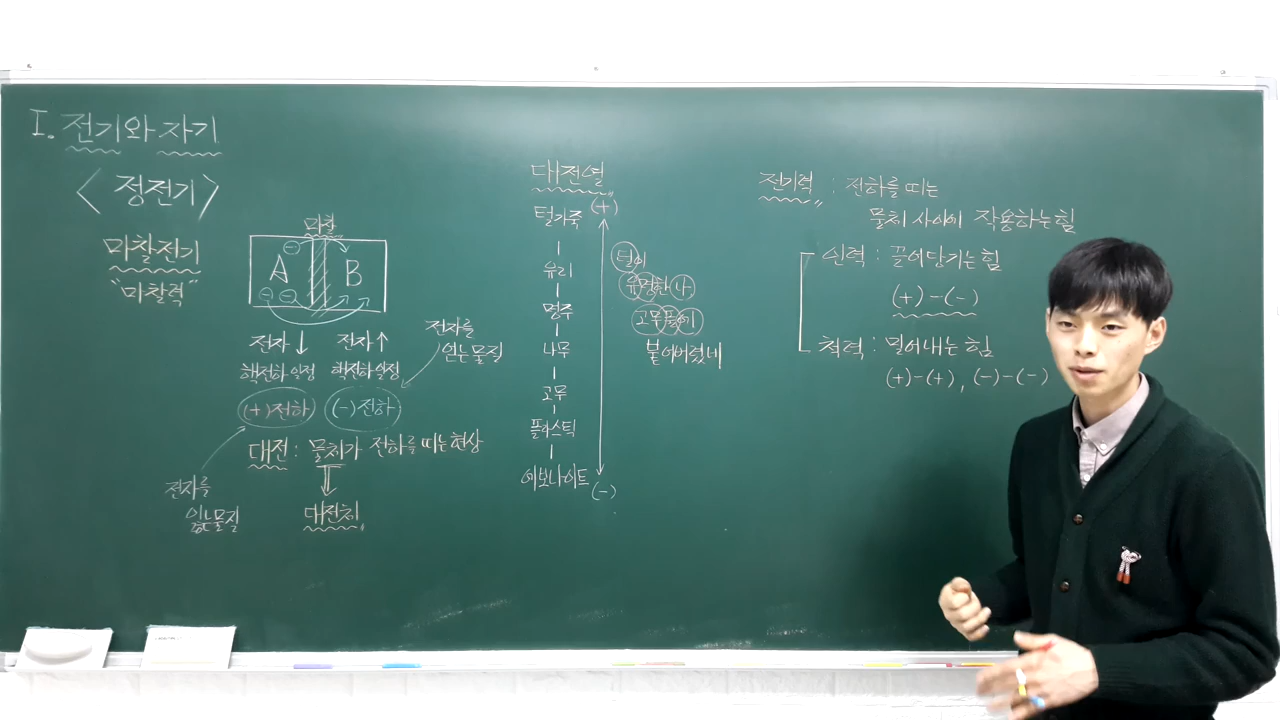 I. 전기와 자기
<정전기>
마찰전기
"마찰력"
마찰
A
B
전자↓
전자↑
핵전하 일정
핵전하 일정
(+)전하
(-)전하
전자를
얻는 물질
대전 : 물체가 전하를 띠는 현상
대전체
전자를
잃는 물질
대전열
(+)
털가죽
유리
명주
나무
고무
플라스틱
에보나이트
(-)
털이
유명한 나
고무풀에
붙어버렸네
전기력 : 전하를 띠는
물체 사이에 작용하는 힘
인력 : 끌어당기는 힘
(+)-(-)
척력 : 밀어내는 힘
(+)-(+), (-)-(-)